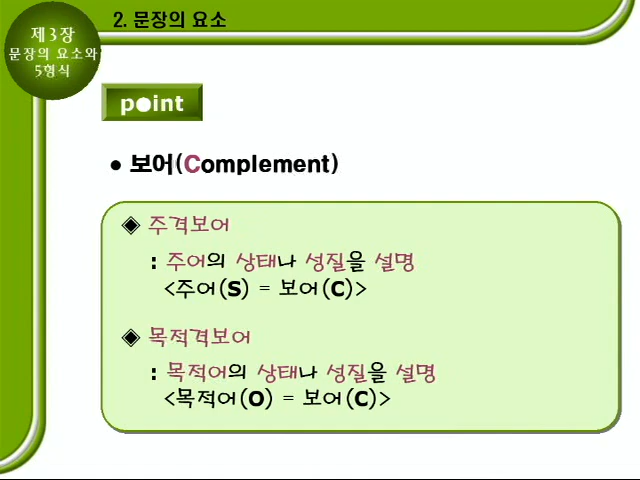 제3장
문장의 요소와
5형식
2. 문장의 요소
point
● 보어(Complement)
◈ 주격보어
: 주어의 상태나 성질을 설명
<주어(S) = 보어(C)>
◈ 목적격보어
: 목적어의 상태나 성질을 설명
<목적어(O) = 보어(C)>